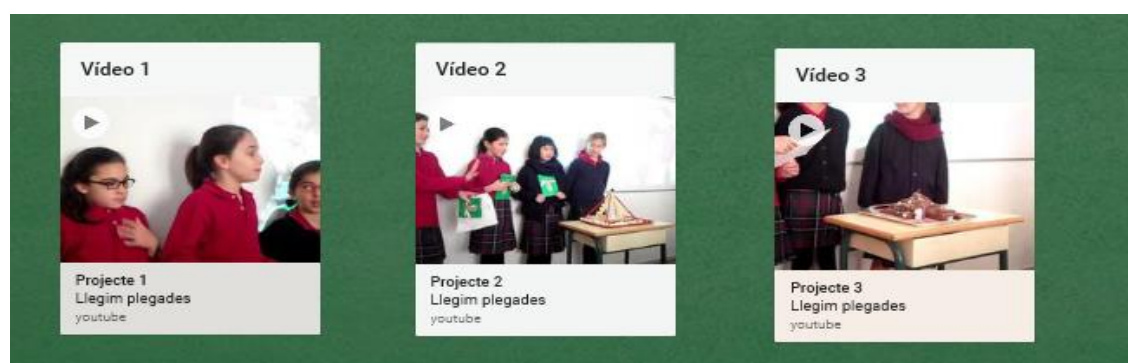 Vídeo 1
Projecte 1
Llegim plegades
youtube
Vídeo 2
Projecte 2
Llegim plegades
youtube
Vídeo 3
Projecte 3
Llegim plegades
youtube